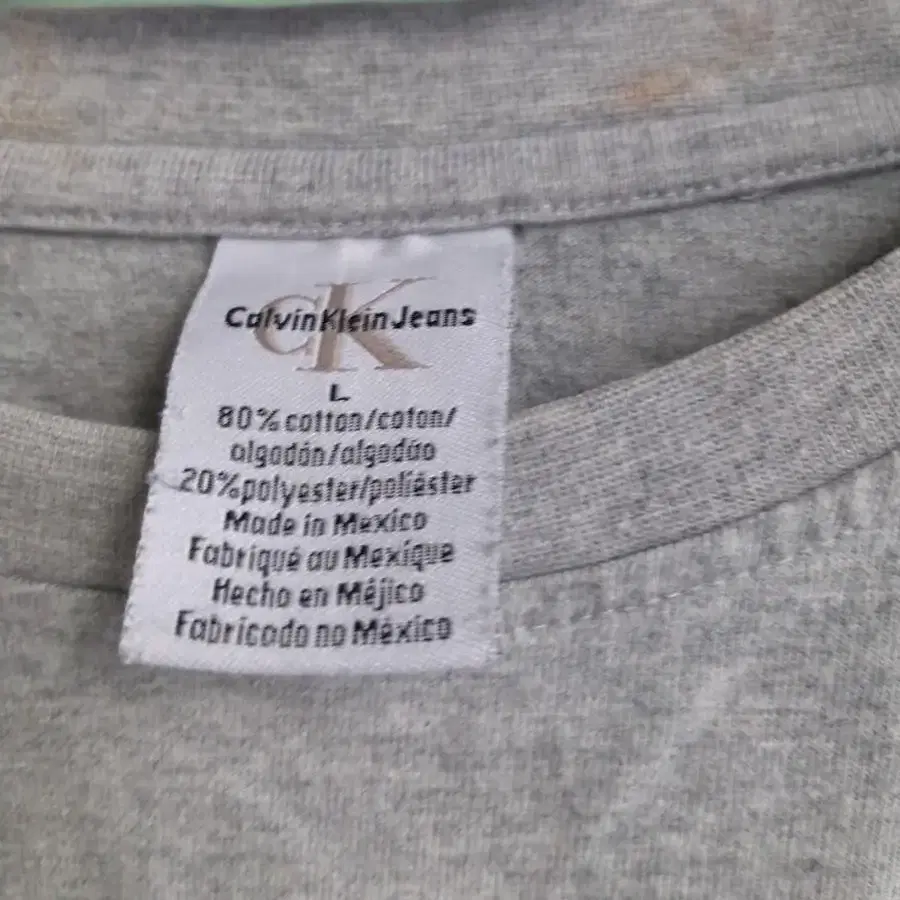 CK
Calvin Klein Jeans
L
80% cotton/coton/
algodón/algodão
20% polyester/poliéster
Made in Mexico
Fabriqué au Mexique
Hecho en Méjico
Fabricado no México